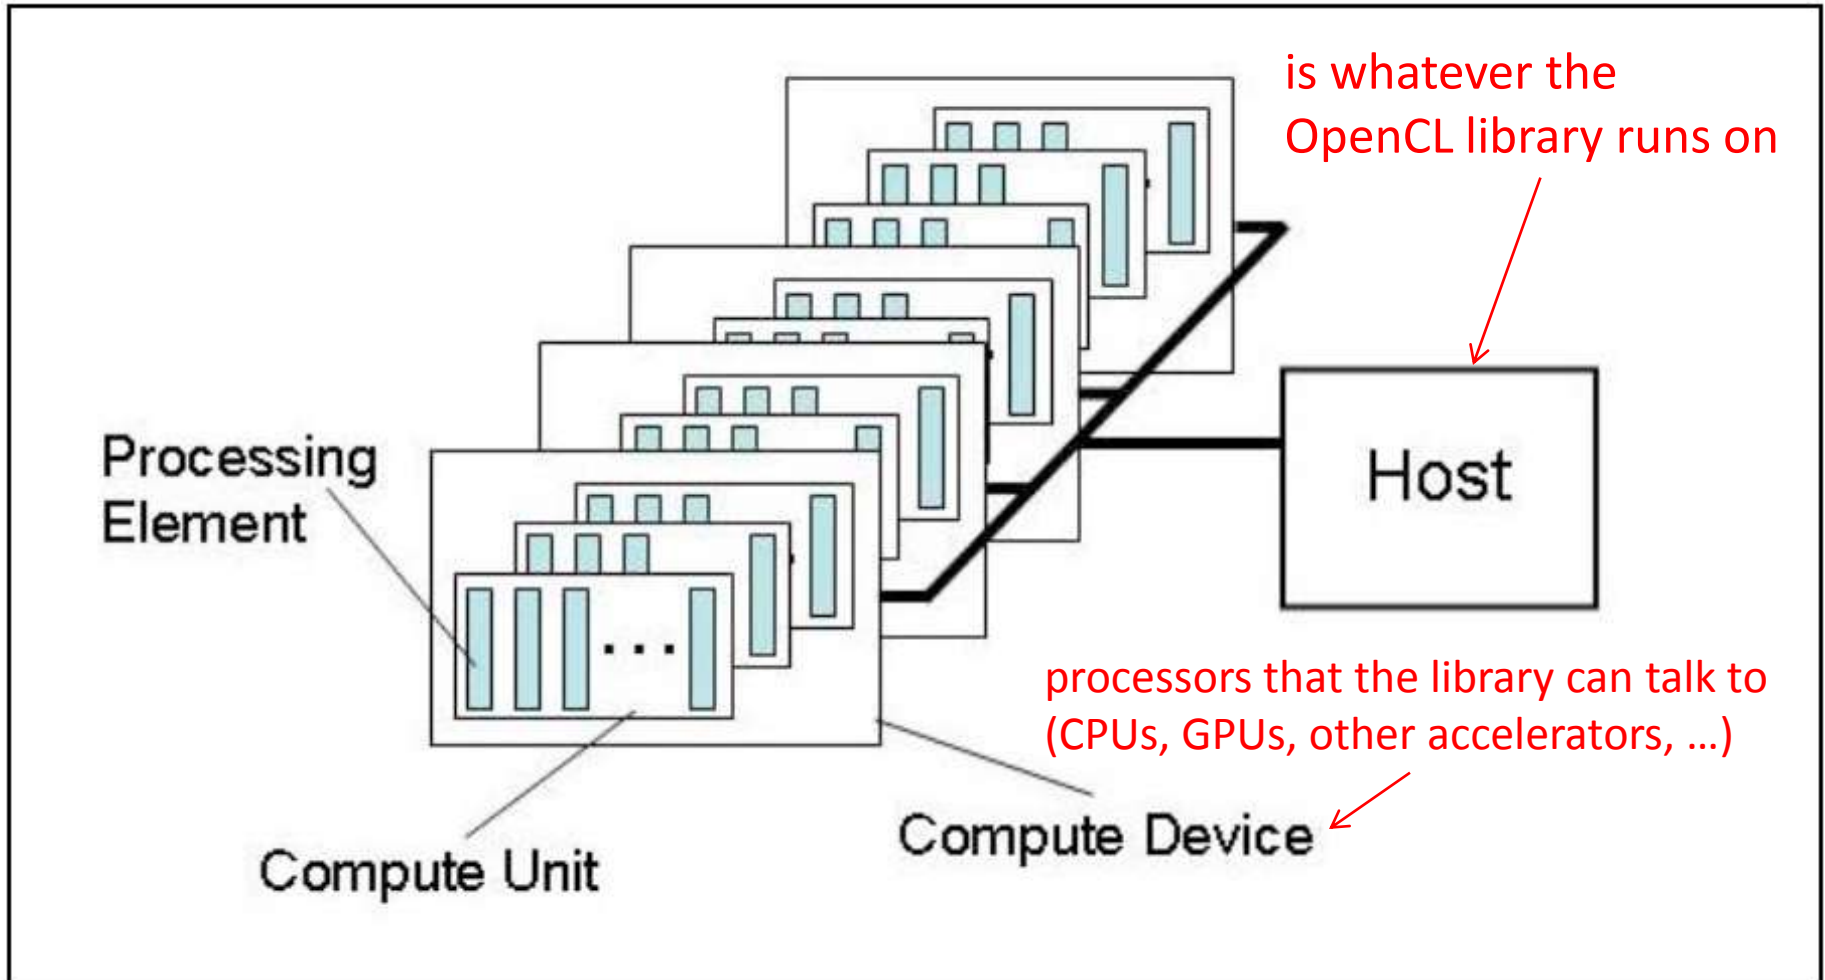 is whatever the
OpenCL library runs on
Processing
Element
Host
processors that the library can talk to
(CPUs, GPUs, other accelerators, ...)
Compute Device
Compute Unit